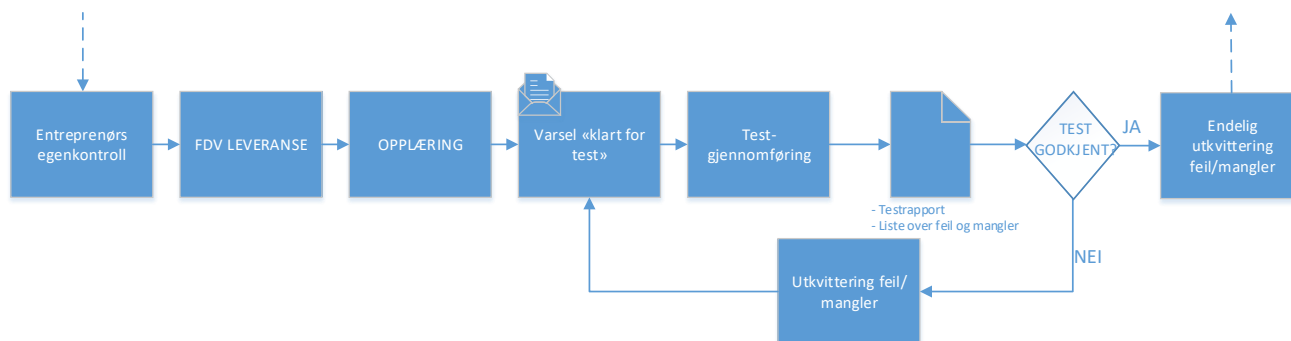 Entreprenørs
egenkontroll
FDV LEVERANSE
OPPLÆRING
Varsel «klart for
test»
Test-
gjennomføring
- Testrapport
- Liste over feil og mangler
TEST
GODKJENT?
JA
Endelig
utkvittering
feil/mangler
NEI
Utkvittering feil/
mangler